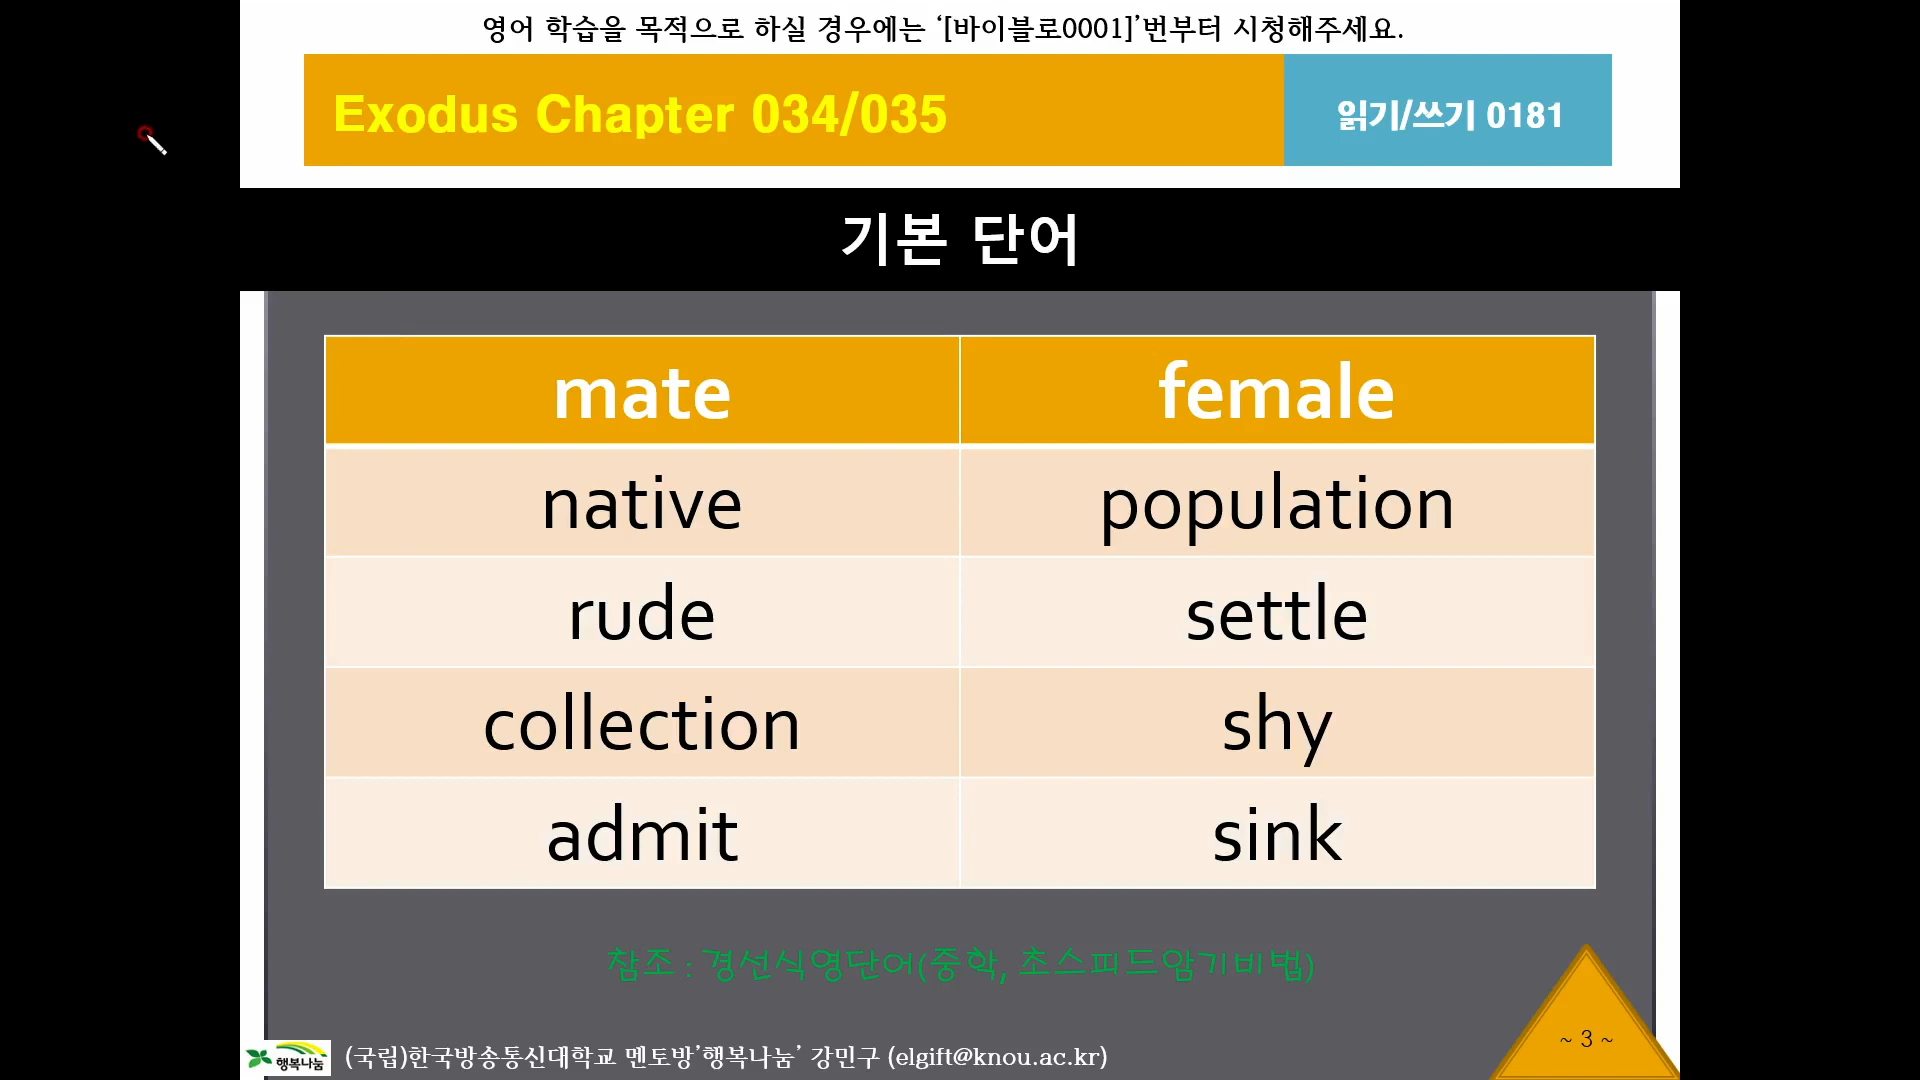 영어 학습을 목적으로 하실 경우에는 ‘[바이블로0001]’번부터 시청해주세요.
Exodus Chapter 034/035
읽기/쓰기 0181
기본 단어
mate female
native population
rude settle
collection shy
admit sink
참조 : 경선식영단어(중학, 초스피드암기비법)
~ 3 ~
행복나눔
(국립)한국방송통신대학교 멘토방’행복나눔’ 강민구 (elgift@knou.ac.kr)